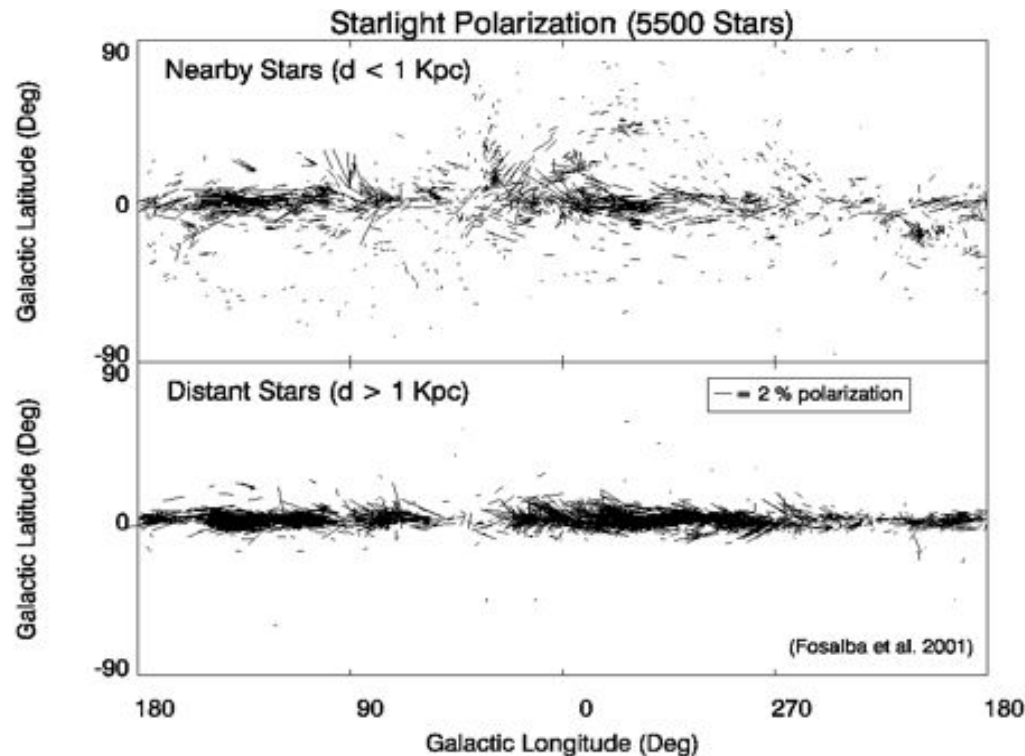 Starlight Polarization (5500 Stars)
90
Nearby Stars (d < 1 Kpc)
Galactic Latitude (Deg)
0
-90
90
Distant Stars (d > 1 Kpc)
— = 2 % polarization
Galactic Latitude (Deg)
0
(Fosalba et al. 2001)
-90
180 90 0 270 180
Galactic Longitude (Deg)